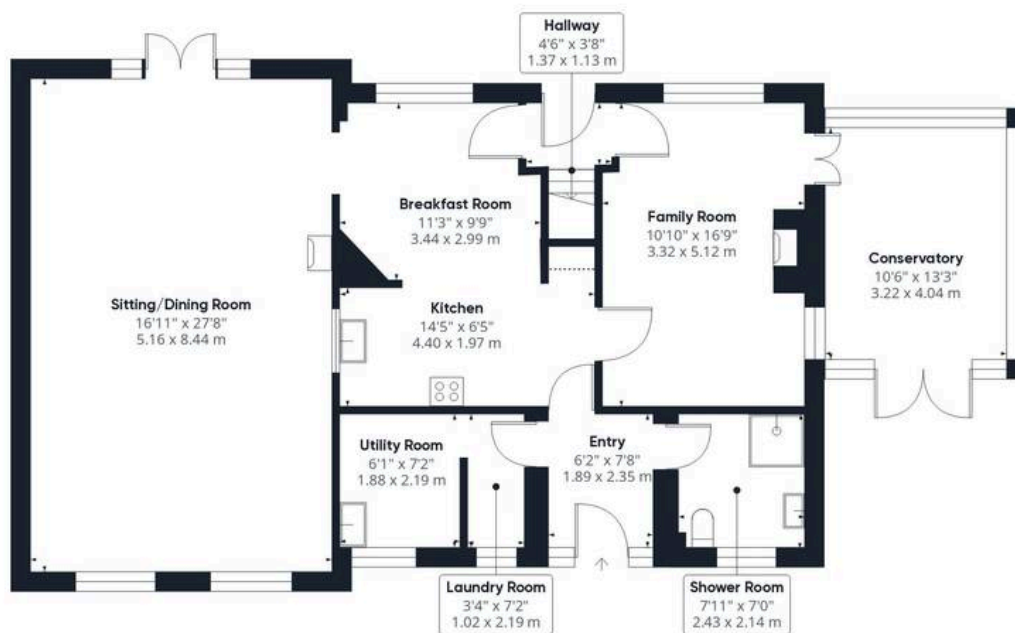 Hallway
4'6" x 3'8"
1.37 x 1.13 m
Breakfast Room
11'3" x 9'9"
3.44 x 2.99 m
Family Room
10'10" x 16'9"
3.32 x 5.12 m
Conservatory
10'6" x 13'3"
3.22 x 4.04 m
Sitting/Dining Room
16'11" x 27'8"
5.16 x 8.44 m
Kitchen
14'5" x 6'5"
4.40 x 1.97 m
Utility Room
6'1" x 7'2"
1.88 x 2.19 m
Entry
6'2" x 7'8"
1.89 x 2.35 m
Laundry Room
3'4" x 7'2"
1.02 x 2.19 m
Shower Room
7'11" x 7'0"
2.43 x 2.14 m